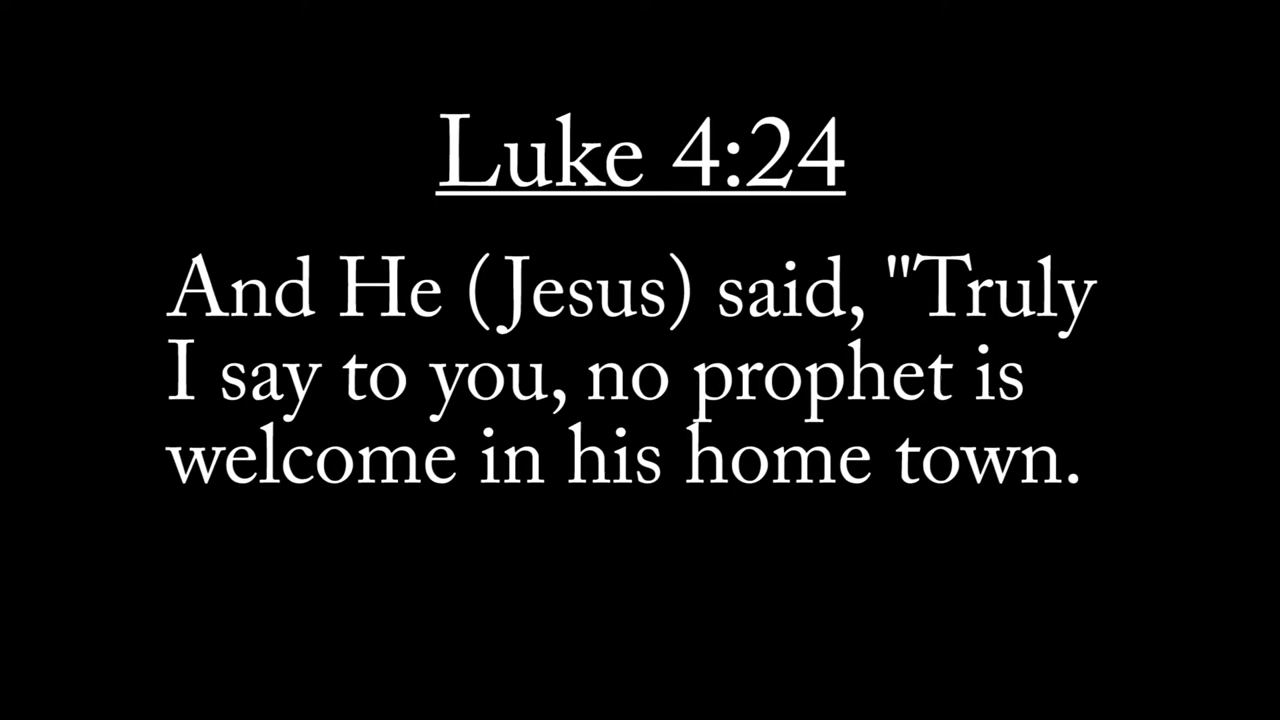 Luke 4:24
And He (Jesus) said, "Truly
I say to you, no prophet is
welcome in his home town.